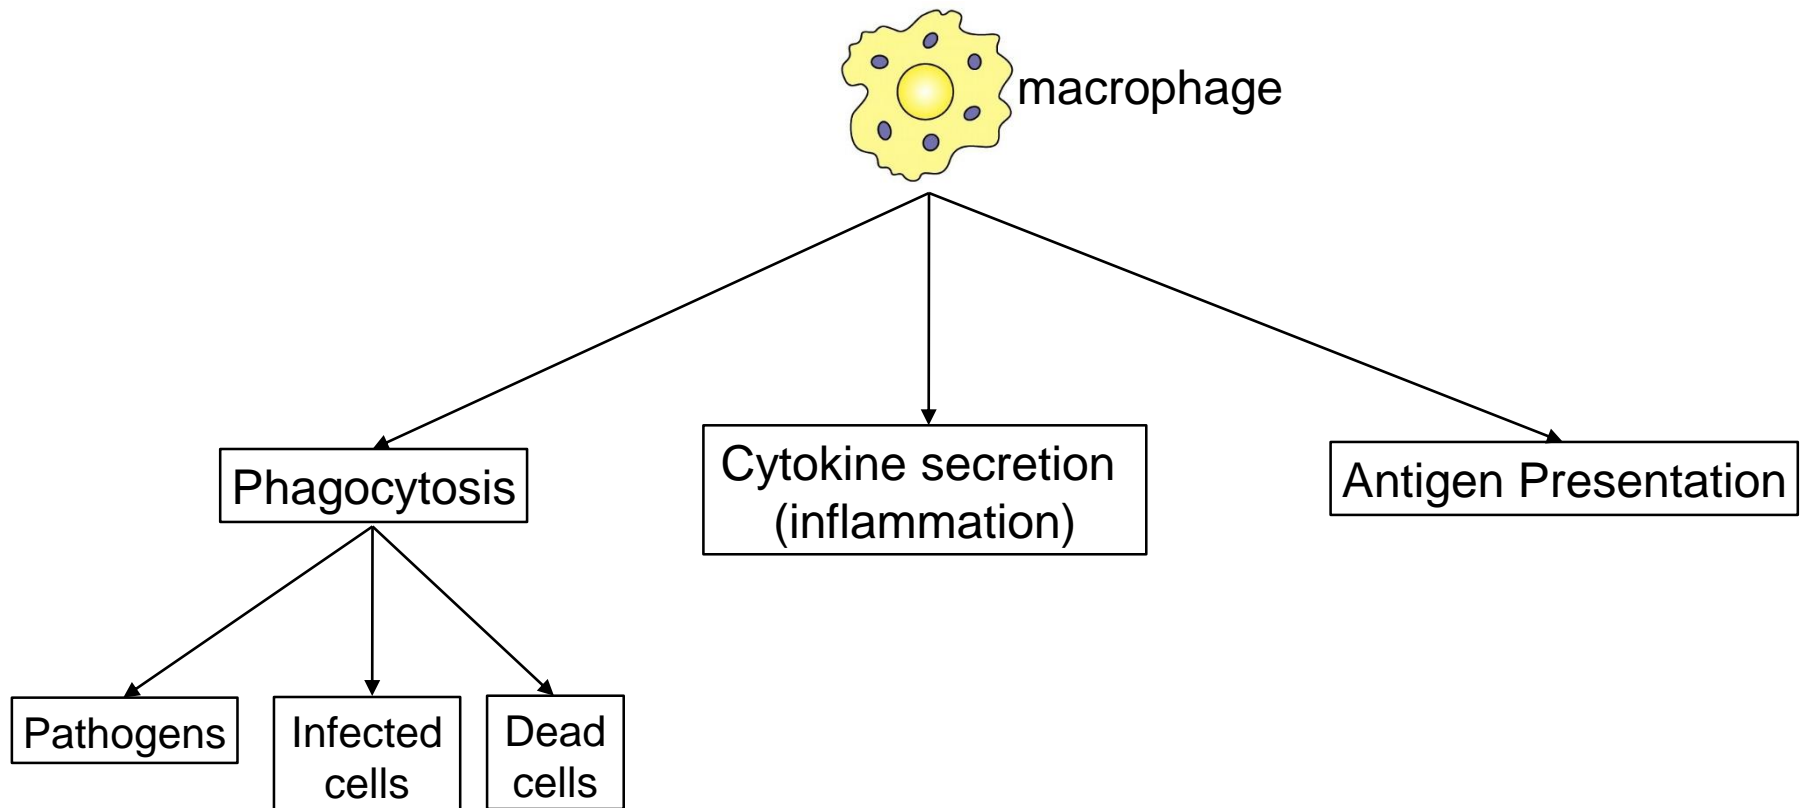 macrophage
Phagocytosis
Cytokine secretion
(inflammation)
Antigen Presentation
Pathogens
Infected
cells
Dead
cells